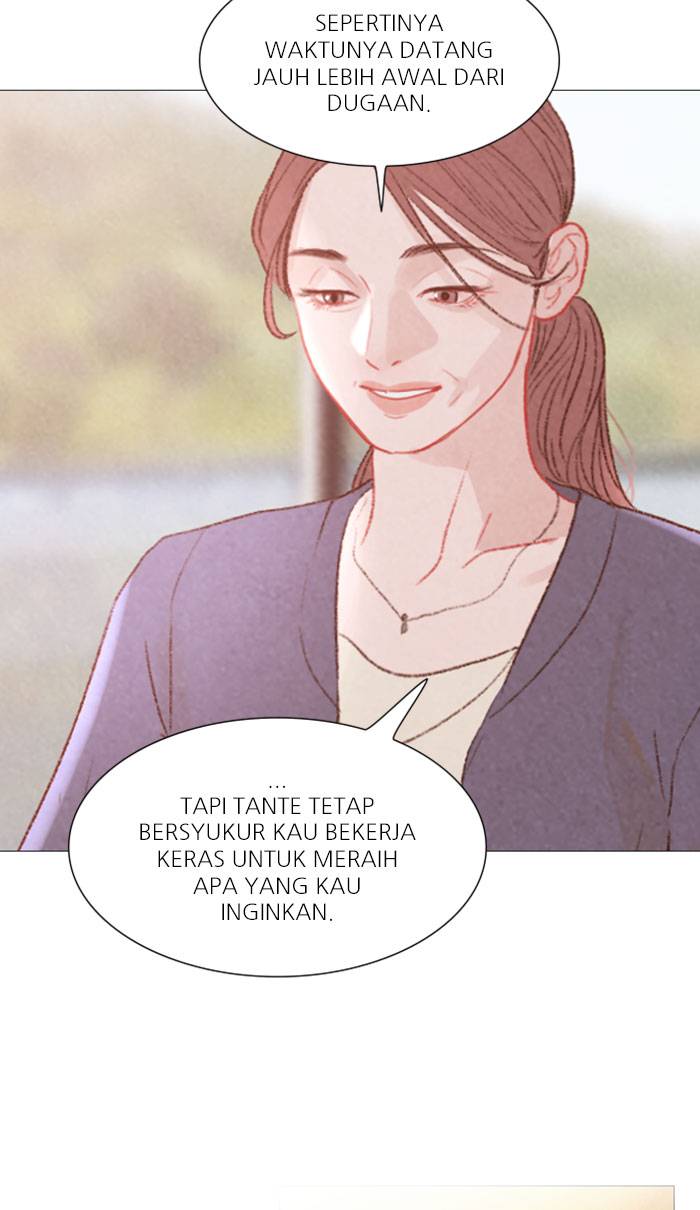 SEPERTINYA
WAKTUNYA DATANG
JAUH LEBIH AWAL DARI
DUGAAN.
...
TAPI TANTE TETAP
BERSYUKUR KAU BEKERJA
KERAS UNTUK MERAIH
APA YANG KAU
INGINKAN.